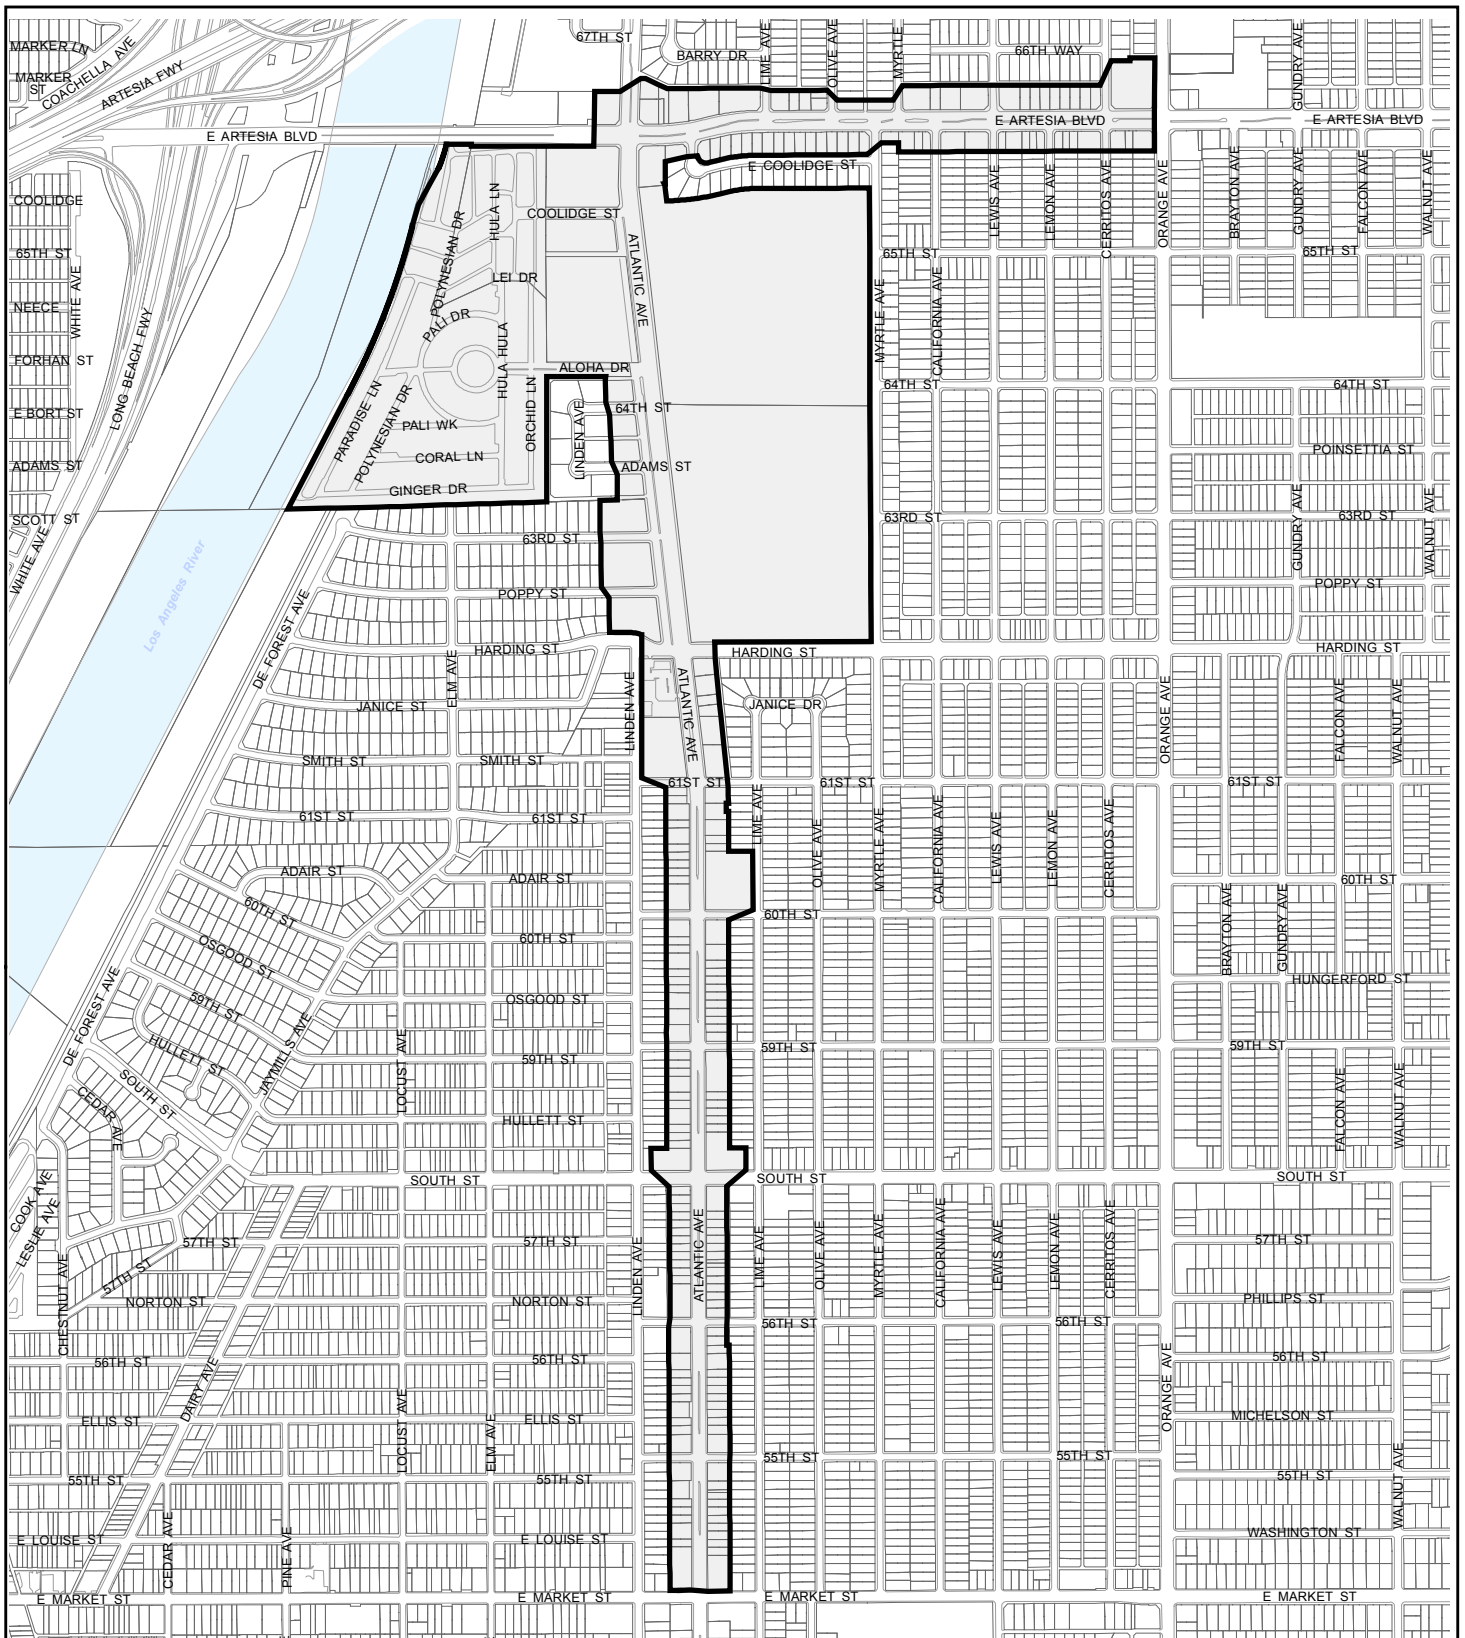 67TH ST
MARKER LN
COACHELLA AVE
ARTESIA FWY
MARKER
ST
BARRY DR
LIME AVE
OLIVE AVE
MYRTLE
66TH WAY
GUNDRY AVE
E ARTESIA BLVD
E ARTESIA BLVD
E ARTESIA BLVD
E COOLIDGE ST
COOLIDGE
COOLIDGE ST
HULA LN
POLYNESIAN DR
ATLANTIC AVE
LEWIS AVE
LEMON AVE
CERRITOS AVE
ORANGE AVE
BRAYTON AVE
GUNDRY AVE
FALCON AVE
WALNUT AVE
65TH ST
65TH ST
65TH ST
WHITE AVE
LEI DR
NEECE
PALI DR
MYRTLE AVE
CALIFORNIA AVE
LONG BEACH FWY
FORHAN ST
HULA HULA
ALOHA DR
ORCHID LN
64TH ST
64TH ST
64TH ST
E BORT ST
PARADISE LN
POLYNESIAN DR
PALI WK
LINDEN AVE
POINSETTIA ST
ADAMS ST
CORAL LN
ADAMS ST
GINGER DR
SCOTT ST
WHITE AVE
63RD ST
63RD ST
63RD ST
GUNDRY AVE
WALNUT AVE
Los Angeles River
POPPY ST
POPPY ST
DE FOREST AVE
HARDING ST
HARDING ST
HARDING ST
ELM AVE
LINDEN AVE
ATLANTIC AVE
JANICE ST
JANICE DR
ORANGE AVE
FALCON AVE
WALNUT AVE
SMITH ST
SMITH ST
61ST ST
61ST ST
61ST ST
61ST ST
61ST ST
LIME AVE
OLIVE AVE
MYRTLE AVE
CALIFORNIA AVE
LEWIS AVE
LEMON AVE
CERRITOS AVE
ADAIR ST
ADAIR ST
60TH ST
60TH ST
60TH ST
60TH ST
BRAYTON AVE
GUNDRY AVE
OSGOOD ST
OSGOOD ST
HUNGERFORD ST
DE FOREST AVE
59TH ST
59TH ST
59TH ST
59TH ST
HULLETT ST
HULLETT ST
JAYMILLS AVE
LOCUST AVE
FALCON AVE
WALNUT AVE
SOUTH ST
CEDAR AVE
SOUTH ST
SOUTH ST
SOUTH ST
COOK AVE
LESLIE AVE
57TH ST
57TH ST
57TH ST
57TH ST
CHESTNUT AVE
LINDEN AVE
ATLANTIC AVE
LIME AVE
OLIVE AVE
MYRTLE AVE
CALIFORNIA AVE
LEWIS AVE
LEMON AVE
CERRITOS AVE
NORTON ST
NORTON ST
PHILLIPS ST
56TH ST
56TH ST
56TH ST
56TH ST
56TH ST
DAIRY AVE
LOCUST AVE
ELM AVE
ORANGE AVE
ELLIS ST
ELLIS ST
MICHELSON ST
55TH ST
55TH ST
55TH ST
55TH ST
55TH ST
WALNUT AVE
E LOUISE ST
E LOUISE ST
CEDAR AVE
PINE AVE
WASHINGTON ST
E MARKET ST
E MARKET ST
E MARKET ST
E MARKET ST